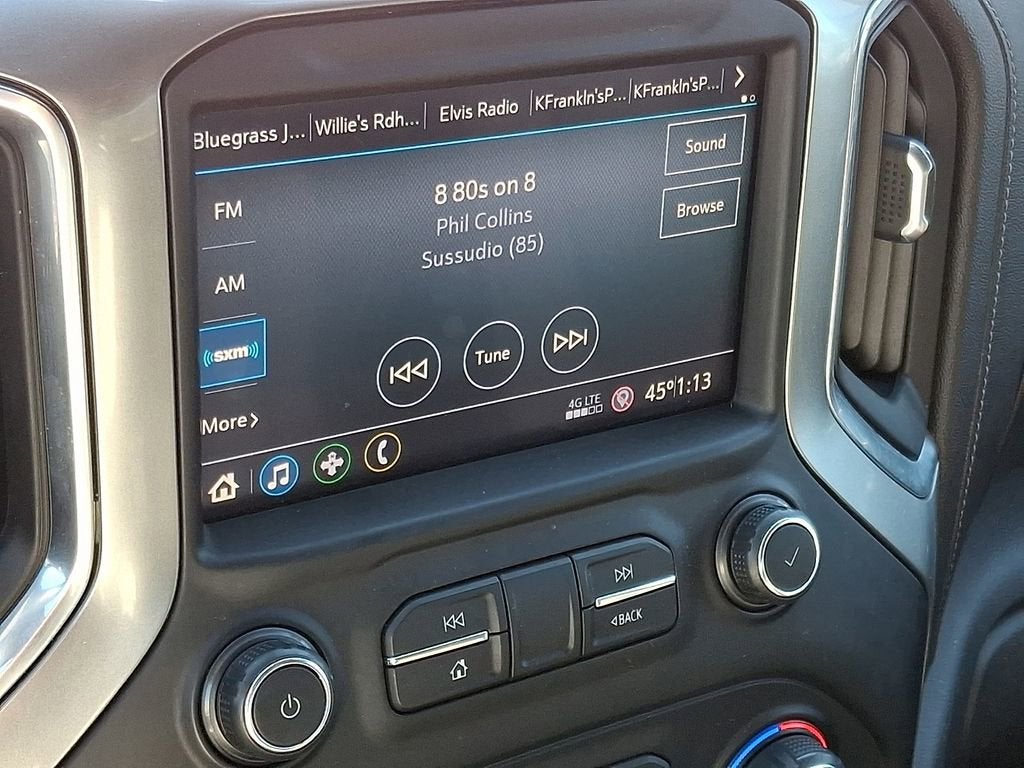 Bluegrass J... Willie's Rdh... Elvis Radio KFrankln'sP... KFrankln'sP...
Sound
8 80s on 8
FM
Browse
Phil Collins
Sussudio (85)
AM
((sxm))
Tune
More
4G LTE
45° 1:13
BACK